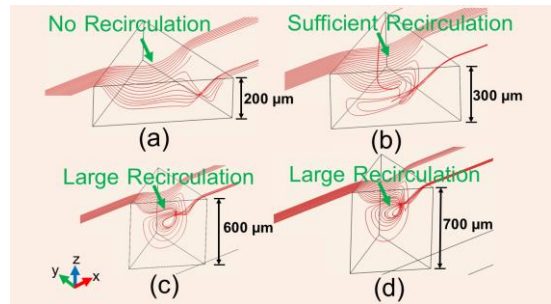 No Recirculation
Sufficient Recirculation
200 µm
300 µm
(a)
(b)
Large Recirculation
Large Recirculation
600 µm
700 µm
z
y
x
(c)
(d)